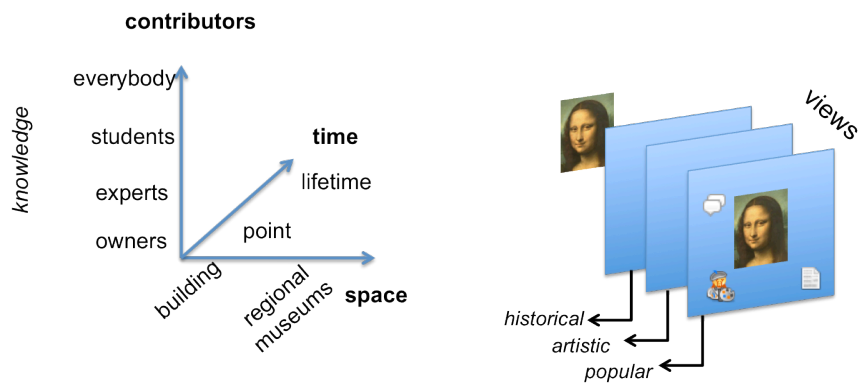 contributors
everybody
students
experts
owners
knowledge
time
lifetime
point
building
regional
museums
space
views
historical
artistic
popular